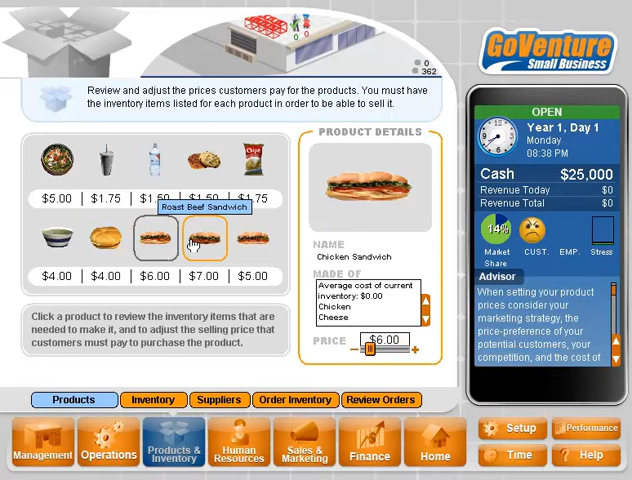 0 0
0
362
GoVenture
Small Business
Review and adjust the prices customers pay for the products. You must have
the inventory items listed for each product in order to be able to sell it.
$5.00 | $1.75 | $1.50 | $1.50 | $1.75
Chips
Roast Beef Sandwich
$4.00 | $4.00 | $6.00 | $7.00 | $5.00
Click a product to review the inventory items that are
needed to make it, and to adjust the selling price that
customers must pay to purchase the product.
PRODUCT DETAILS
NAME
Chicken Sandwich
MADE OF
Average cost of current
inventory: $0.00
Chicken
Cheese
PRICE $6.00
- +
OPEN
Year 1, Day 1
Monday
08:38 PM
Cash $25,000
Revenue Today $0
Revenue Total $0
14%
Market
Share
CUST.
EMP.
Stress
Advisor
When setting your product
prices consider your
marketing strategy, the
price-preference of your
potential customers, your
competition, and the cost of
Products
Inventory
Suppliers
Order Inventory
Review Orders
Management
Operations
Products &
Inventory
Human
Resources
Sales &
Marketing
Finance
Home
Setup
Performance
Time
Help